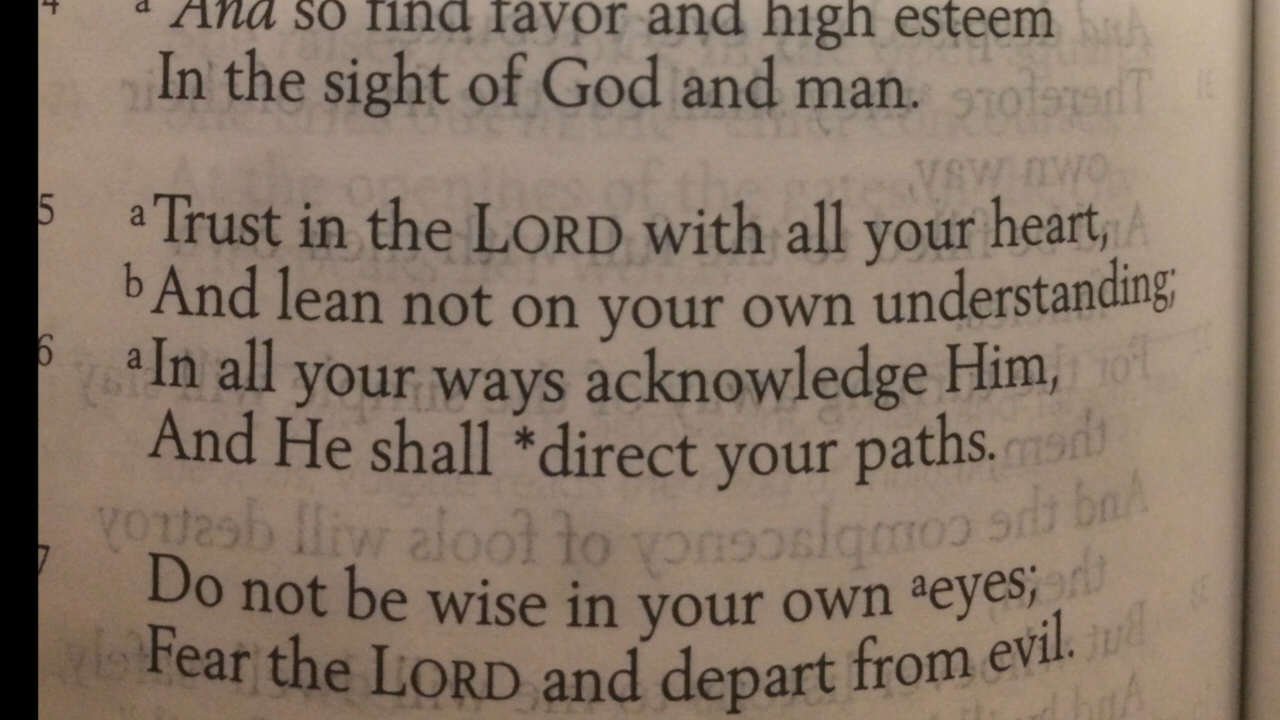 4 a And so find favor and high esteem
In the sight of God and man.
5 a Trust in the LORD with all your heart,
b And lean not on your own understanding;
6 a In all your ways acknowledge Him,
And He shall *direct your paths.
7 Do not be wise in your own a eyes;
Fear the LORD and depart from evil.